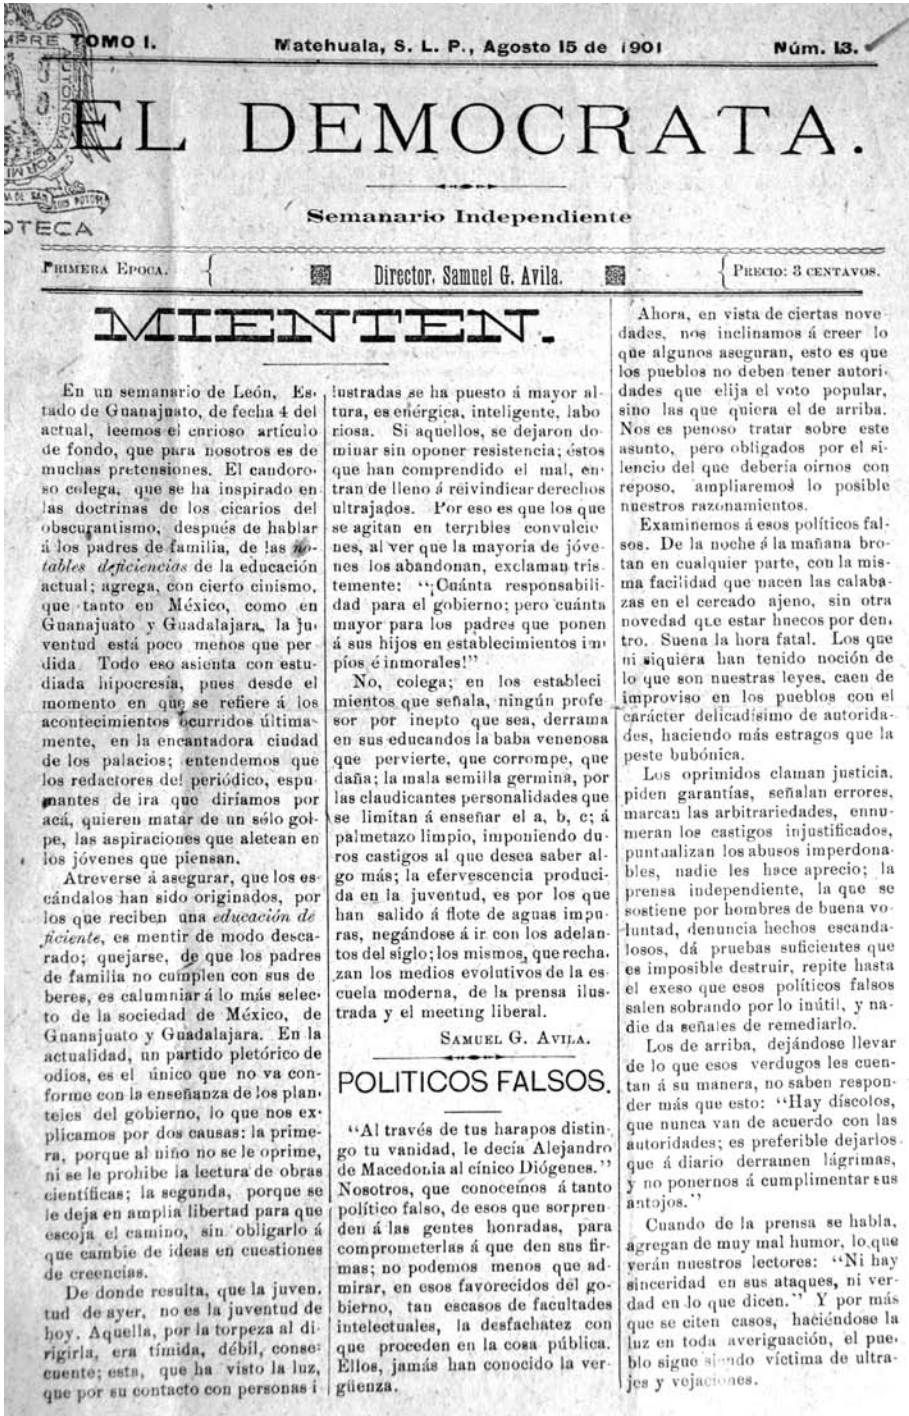 TOMO I.
Matehuala, S. L. P., Agosto 15 de 1901
Núm. 13.
EL DEMOCRATA.
Semanario Independiente
PRIMERA EPOCA.
Director, Samuel G. Avila.
PRECIO: 3 CENTAVOS.
MIENTEN.
En un semanario de León, Es-
tado de Guanajuato, de fecha 4 del
actual, leemos el curioso artículo
de fondo, que para nosotros es de
muchas pretensiones. El candoro-
so colega, que se ha inspirado en
las doctrinas de los cicarios del
obscurantismo, después de hablar
á los padres de familia, de las no-
tables deficiencias de la educación
actual; agrega, con cierto cinismo,
que tanto en México, como en
Guanajuato y Guadalajara, la ju-
ventud está poco menos que per
dida. Todo eso asienta con estu-
diada hipocresía, pues desde el
momento en que se refiere á los
acontecimientos ocurridos última-
mente, en la encantadora ciudad
de los palacios; entendemos que
los redactores del periódico, espu-
mantes de ira que diríamos por
acá, quieren matar de un sólo gol-
pe, las aspiraciones que aletean en
los jóvenes que piensan.
Atreverse á asegurar, que los es-
cándalos han sido originados, por
los que reciben una educación de
ficiente, es mentir de modo desca-
rado; quejarse, de que los padres
de familia no cumplen con sus de
beres, es calumniar á lo más selec-
to de la sociedad de México, de
Guanajuato y Guadalajara. En la
actualidad, un partido pletórico de
odios, es el único que no va con-
forme con la enseñanza de los plan-
teles del gobierno, lo que nos ex-
plicamos por dos causas: la prime-
ra, porque al niño no se le oprime,
ni se le prohibe la lectura de obras
científicas; la segunda, porque se
le deja en amplia libertad para que
escoja el camino, sin obligarlo á
que cambie de ideas en cuestiones
de creencias.
De donde resulta, que la juven-
tud de ayer, no es la juventud de
hoy. Aquella, por la torpeza al di-
rigirla, era tímida, débil, conse-
cuente; esta, que ha visto la luz,
que por su contacto con personas i
lustradas se ha puesto á mayor al-
tura, es enérgica, inteligente, labo
riosa. Si aquellos, se dejaron do-
minar sin oponer resistencia; éstos
que han comprendido el mal, en-
tran de lleno á reivindicar derechos
ultrajados. Por eso es que los que
se agitan en terribles convulcio
nes, al ver que la mayoría de jóve-
nes los abandonan, exclaman tris-
temente: "¡Cuánta responsabili-
dad para el gobierno; pero cuánta
mayor para los padres que ponen
á sus hijos en establecimientos im-
píos é inmorales!"
No, colega; en los estableci
mientos que señala, ningún profe
sor por inepto que sea, derrama
en sus educandos la baba venenosa
que pervierte, que corrompe, que
daña; la mala semilla germina, por
las claudicantes personalidades que
se limitan á enseñar el a, b, c; á
palmetazo limpio, imponiendo du-
ros castigos al que desea saber al-
go más; la efervescencia produci-
da en la juventud, es por los que
han salido á flote de aguas impu-
ras, negándose á ir con los adelan-
tos del siglo; los mismos, que recha-
zan los medios evolutivos de la es-
cuela moderna, de la prensa ilus-
trada y el meeting liberal.
SAMUEL G. AVILA.
POLITICOS FALSOS.
"Al través de tus harapos distin-
go tu vanidad, le decía Alejandro
de Macedonia al cínico Diógenes."
Nosotros, que conocemos á tanto
político falso, de esos que sorpren
den á las gentes honradas, para
comprometerlas á que den sus fir-
mas; no podemos menos que ad-
mirar, en esos favorecidos del go-
bierno, tan escasos de facultades
intelectuales, la desfachatez con
que proceden en la cosa pública.
Ellos, jamás han conocido la ver-
güenza.
Ahora, en vista de ciertas nove
dades, nos inclinamos á creer lo
que algunos aseguran, esto es que
los pueblos no deben tener autori-
dades que elija el voto popular,
sino las que quiera el de arriba.
Nos es penoso tratar sobre este
asunto, pero obligados por el si-
lencio del que debería oirnos con
reposo, ampliaremos lo posible
nuestros razonamientos.
Examinemos á esos políticos fal-
sos. De la noche á la mañana bro-
tan en cualquier parte, con la mis-
ma facilidad que nacen las calaba-
zas en el cercado ajeno, sin otra
novedad que estar huecos por den-
tro. Suena la hora fatal. Los que
ni siquiera han tenido noción de
lo que son nuestras leyes, caen de
improviso en los pueblos con el
carácter delicadísimo de autorida-
des, haciendo más estragos que la
peste bubónica.
Los oprimidos claman justicia,
piden garantías, señalan errores,
marcan las arbitrariedades, ennu-
meran los castigos injustificados,
puntualizan los abusos imperdona-
bles, nadie les hace aprecio; la
prensa independiente, la que se
sostiene por hombres de buena vo-
luntad, denuncia hechos escanda-
losos, dá pruebas suficientes que
es imposible destruir, repite hasta
el exeso que esos políticos falsos
salen sobrando por lo inútil, y na-
die da señales de remediarlo.
Los de arriba, dejándose llevar
de lo que esos verdugos les cuen-
tan á su manera, no saben respon-
der más que esto: "Hay díscolos,
que nunca van de acuerdo con las
autoridades; es preferible dejarlos
que á diario derramen lágrimas,
y no ponernos á cumplimentar sus
antojos."
Cuando de la prensa se habla,
agregan de muy mal humor, lo que
verán nuestros lectores: "Ni hay
sinceridad en sus ataques, ni ver-
dad en lo que dicen." Y por más
que se citen casos, haciéndose la
luz en toda averiguación, el pue-
blo sigue siendo víctima de ultra-
jes y vejaciones.